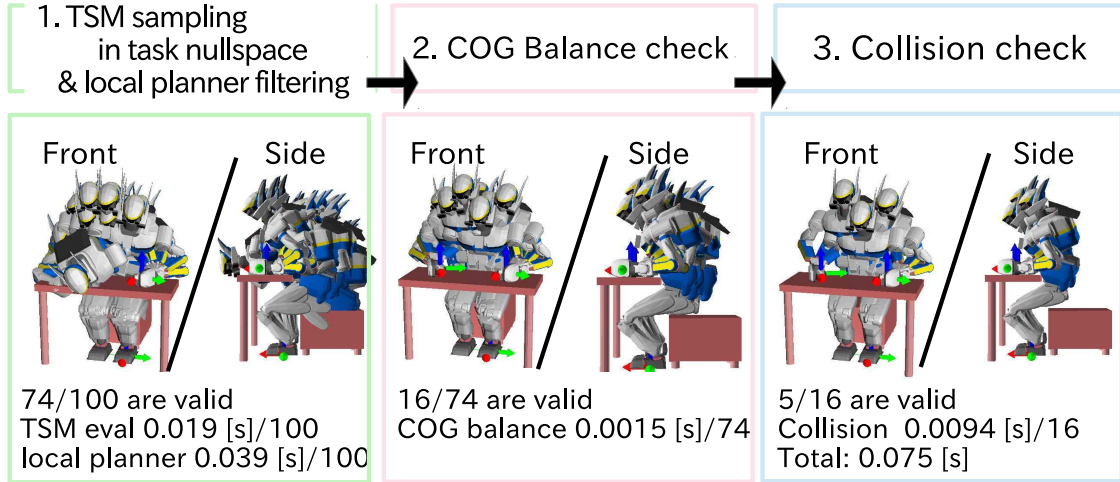 1. TSM sampling
in task nullspace
& local planner filtering
2. COG Balance check
3. Collision check
Front
Side
74/100 are valid
TSM eval 0.019 [s]/100
local planner 0.039 [s]/100
Front
Side
16/74 are valid
COG balance 0.0015 [s]/74
Front
Side
5/16 are valid
Collision 0.0094 [s]/16
Total: 0.075 [s]